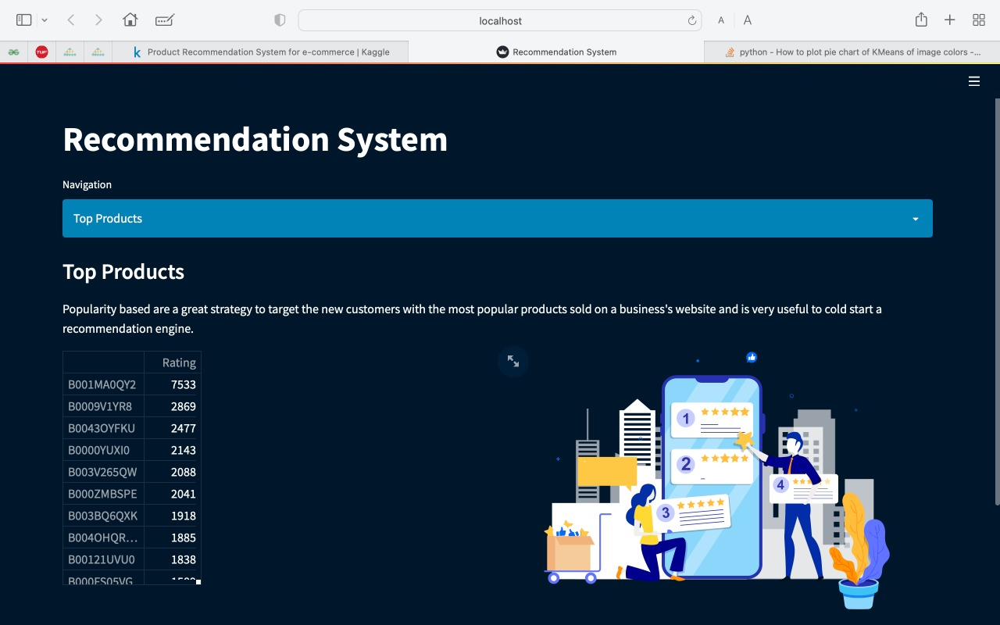 localhost
A A
TUF
Product Recommendation System for e-commerce | Kaggle
Recommendation System
python - How to plot pie chart of KMeans of image colors -...
Recommendation System
Navigation
Top Products
Top Products
Popularity based are a great strategy to target the new customers with the most popular products sold on a business's website and is very useful to cold start a
recommendation engine.
Rating
B001MA0QY2 7533
B0009V1YR8 2869
B0043OYFKU 2477
B0000YUXI0 2143
B003V265QW 2088
B000ZMBSPE 2041
B003BQ6QXK 1918
B004OHQR... 1885
B00121UVU0 1838
B000FS05VG
1
2
3
4